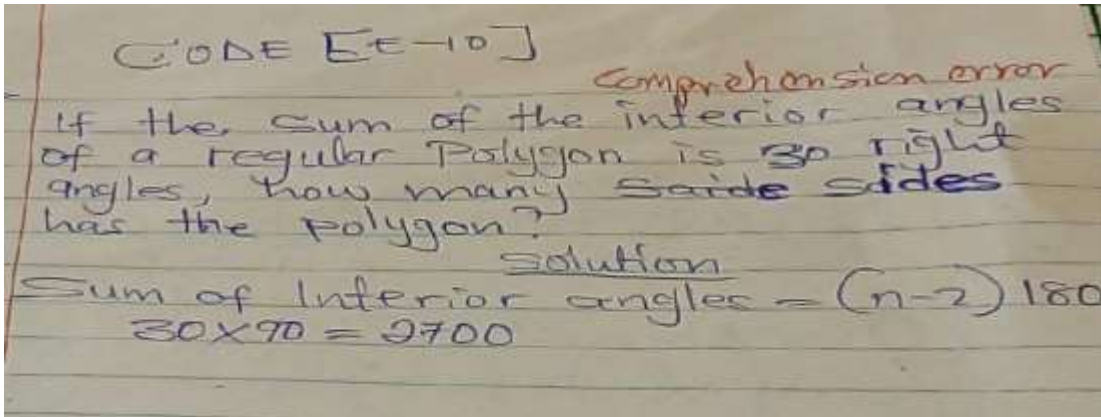 CODE [EE-10]
Comprehension error
If the sum of the interior angles
of a regular Polygon is 30 right
angles, how many saide sides
has the polygon?
Solution
Sum of Interior angles = (n-2) 180
30×90 = 2700